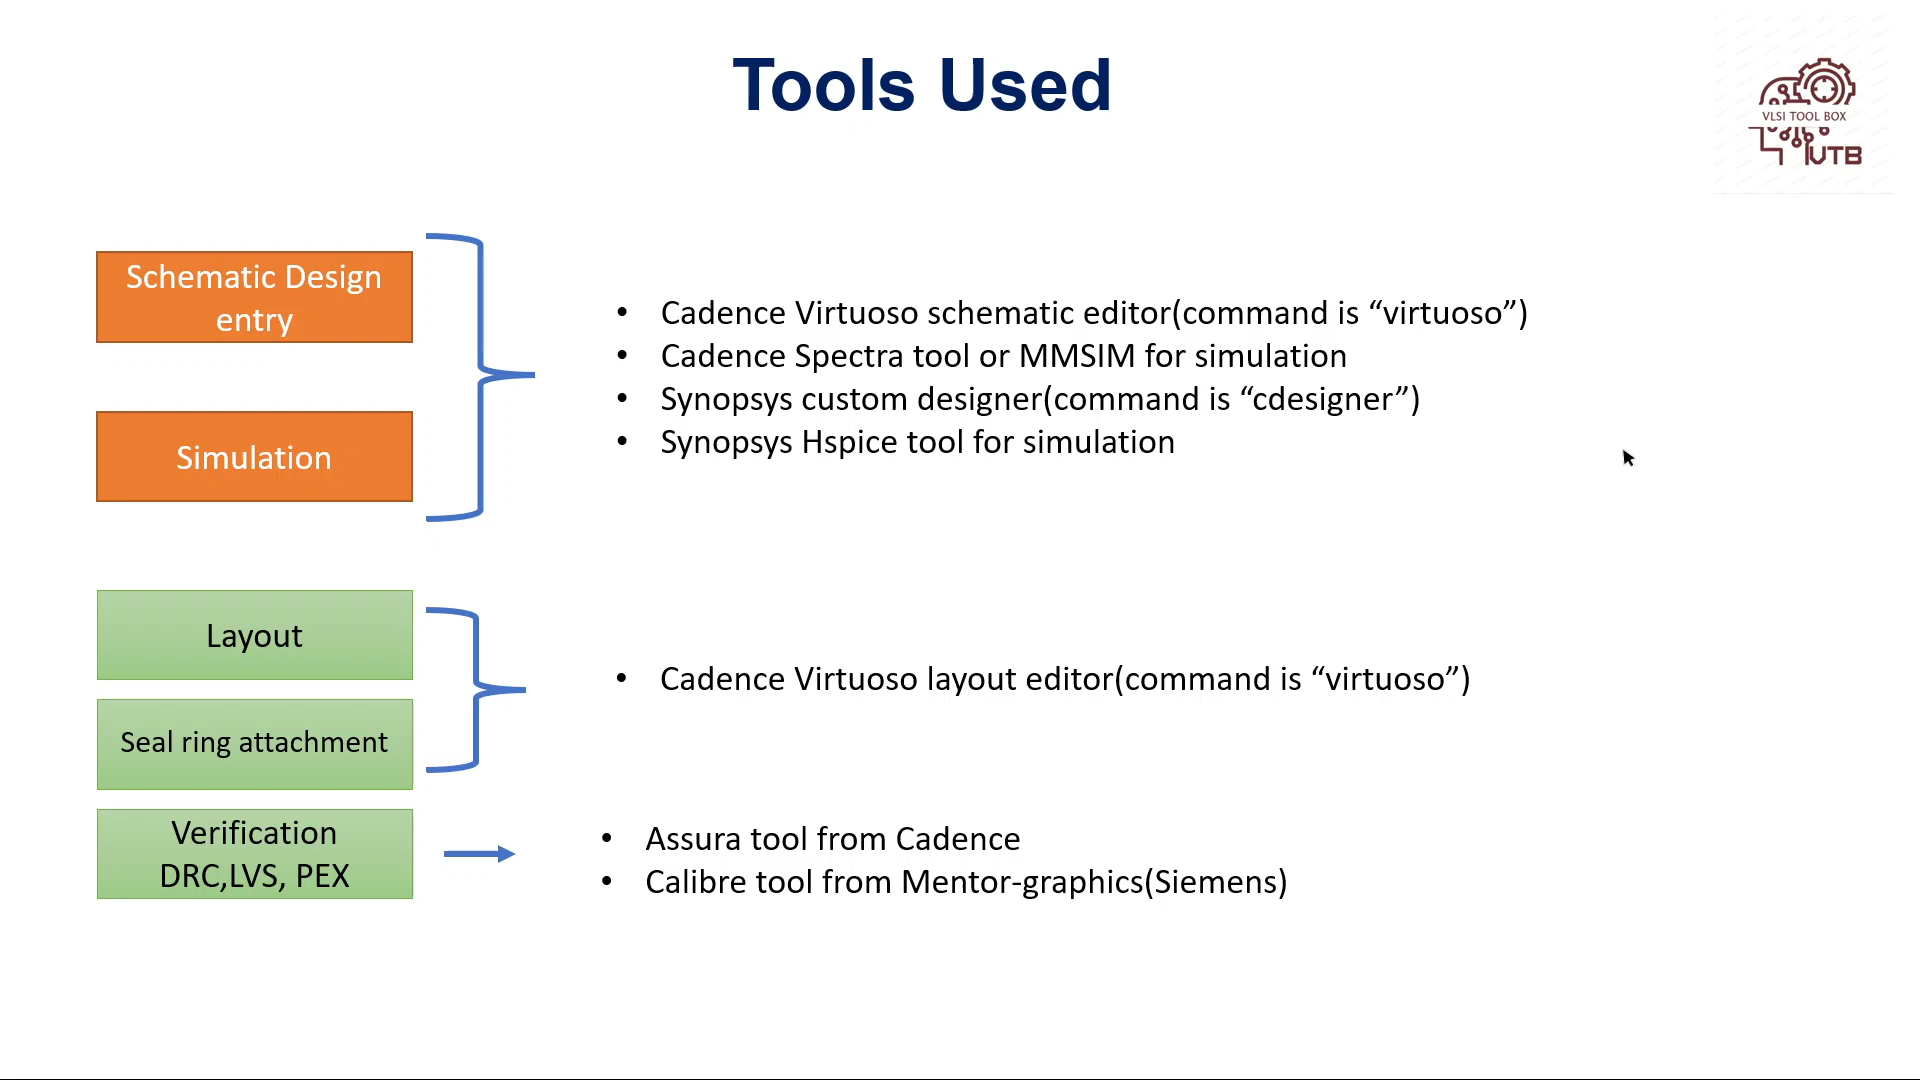 Tools Used
VLSI TOOL BOX
VTB
Schematic Design
entry
Simulation
• Cadence Virtuoso schematic editor(command is “virtuoso”)
• Cadence Spectra tool or MMSIM for simulation
• Synopsys custom designer(command is “cdesigner”)
• Synopsys Hspice tool for simulation
Layout
Seal ring attachment
• Cadence Virtuoso layout editor(command is “virtuoso”)
Verification
DRC,LVS, PEX
• Assura tool from Cadence
• Calibre tool from Mentor-graphics(Siemens)